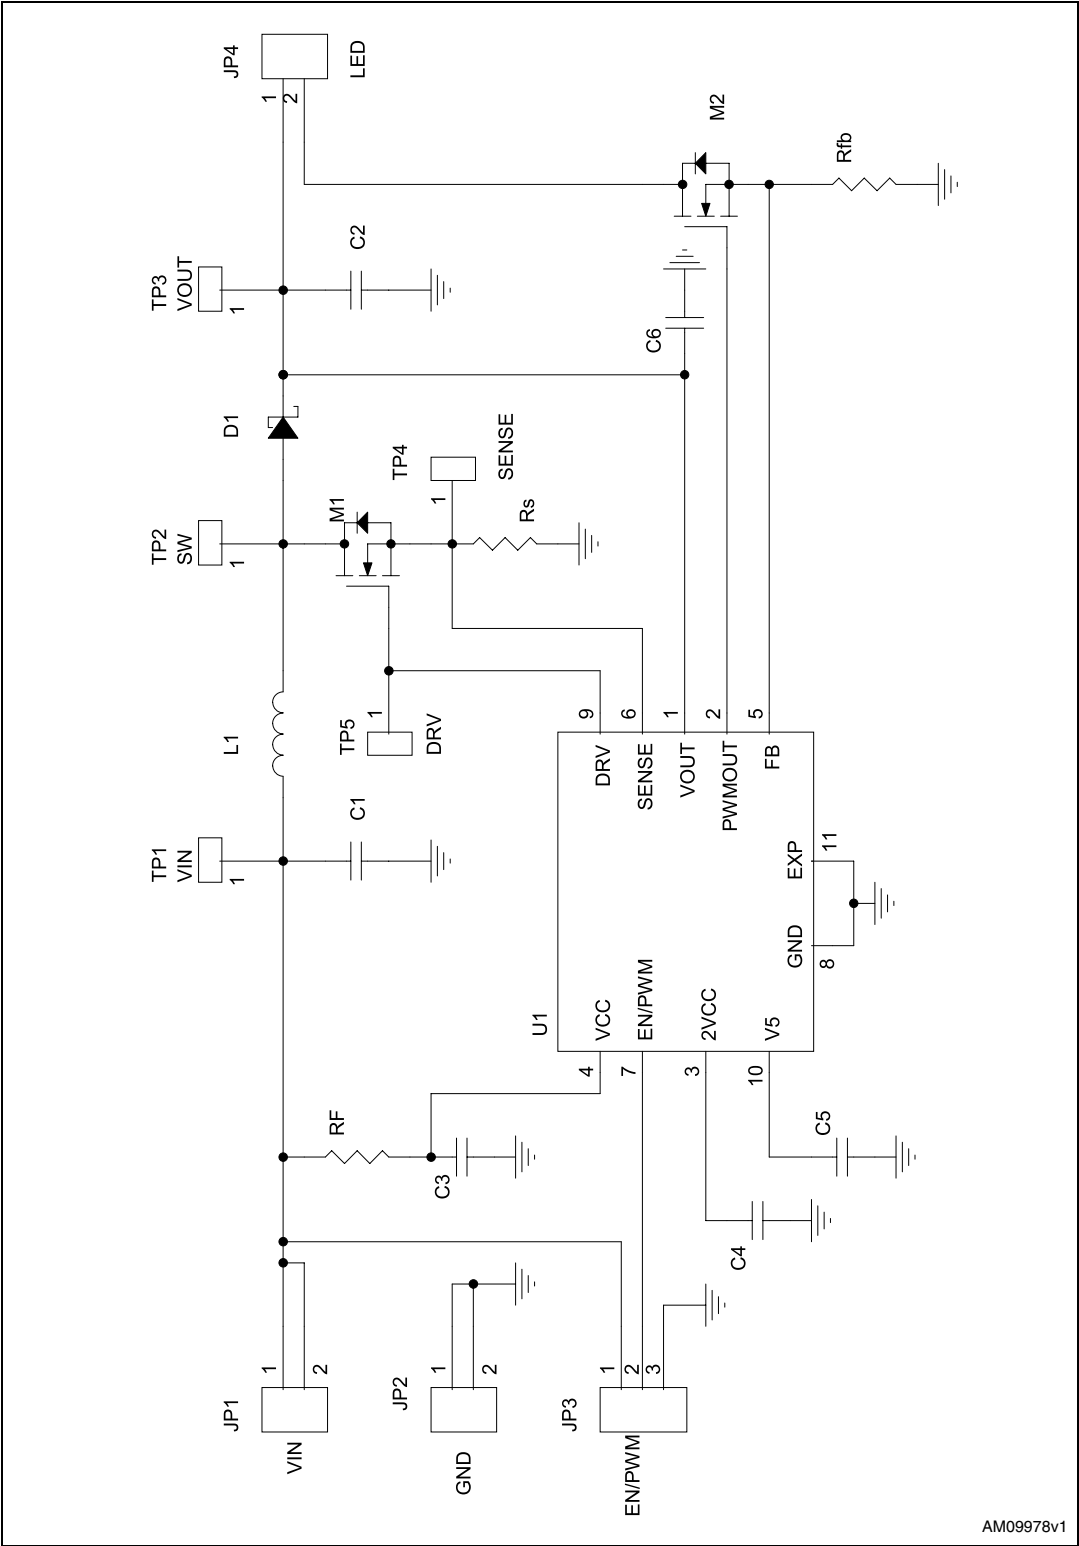 JP4
LED
1
2
M2
Rfb
TP3
VOUT
1
C2
C6
D1
TP4
SENSE
1
TP2
SW
1
M1
Rs
L1
TP5
DRV
1
9
6
1
2
5
DRV
SENSE
VOUT
PWMOUT
FB
TP1
VIN
1
C1
EXP
11
GND
8
U1
VCC
EN/PWM
2VCC
V5
4
7
3
10
RF
C3
C5
C4
JP1
VIN
1
2
JP2
GND
1
2
JP3
EN/PWM
1
2
3
AM09978v1